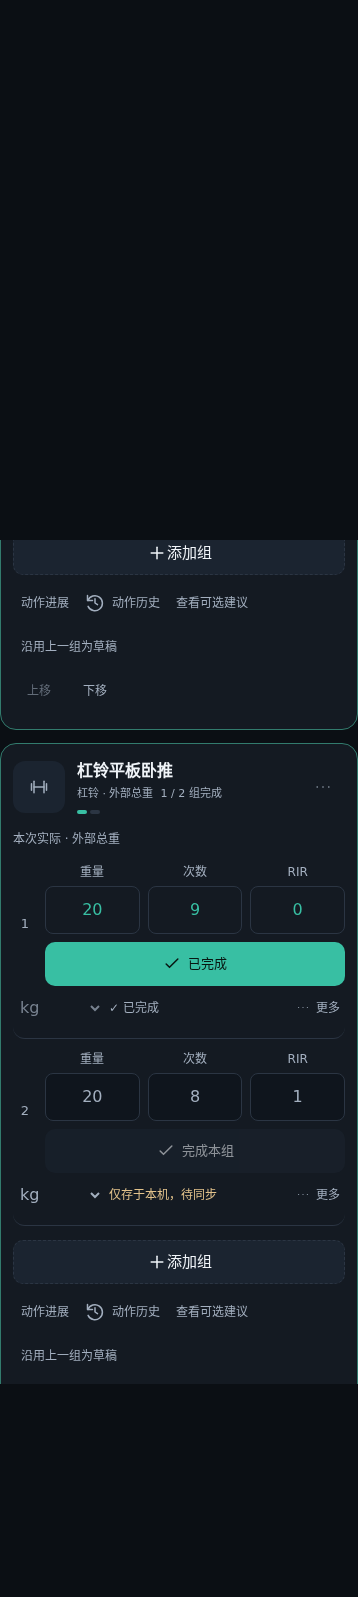 添加组
动作进展 动作历史 查看可选建议
沿用上一组为草稿
上移 下移
杠铃平板卧推
杠铃 · 外部总重 1 / 2 组完成
...
本次实际 · 外部总重
重量 次数 RIR
1 20 9 0
已完成
kg ✓ 已完成 ... 更多
重量 次数 RIR
2 20 8 1
完成本组
kg 仅存于本机，待同步 ... 更多
添加组
动作进展 动作历史 查看可选建议
沿用上一组为草稿